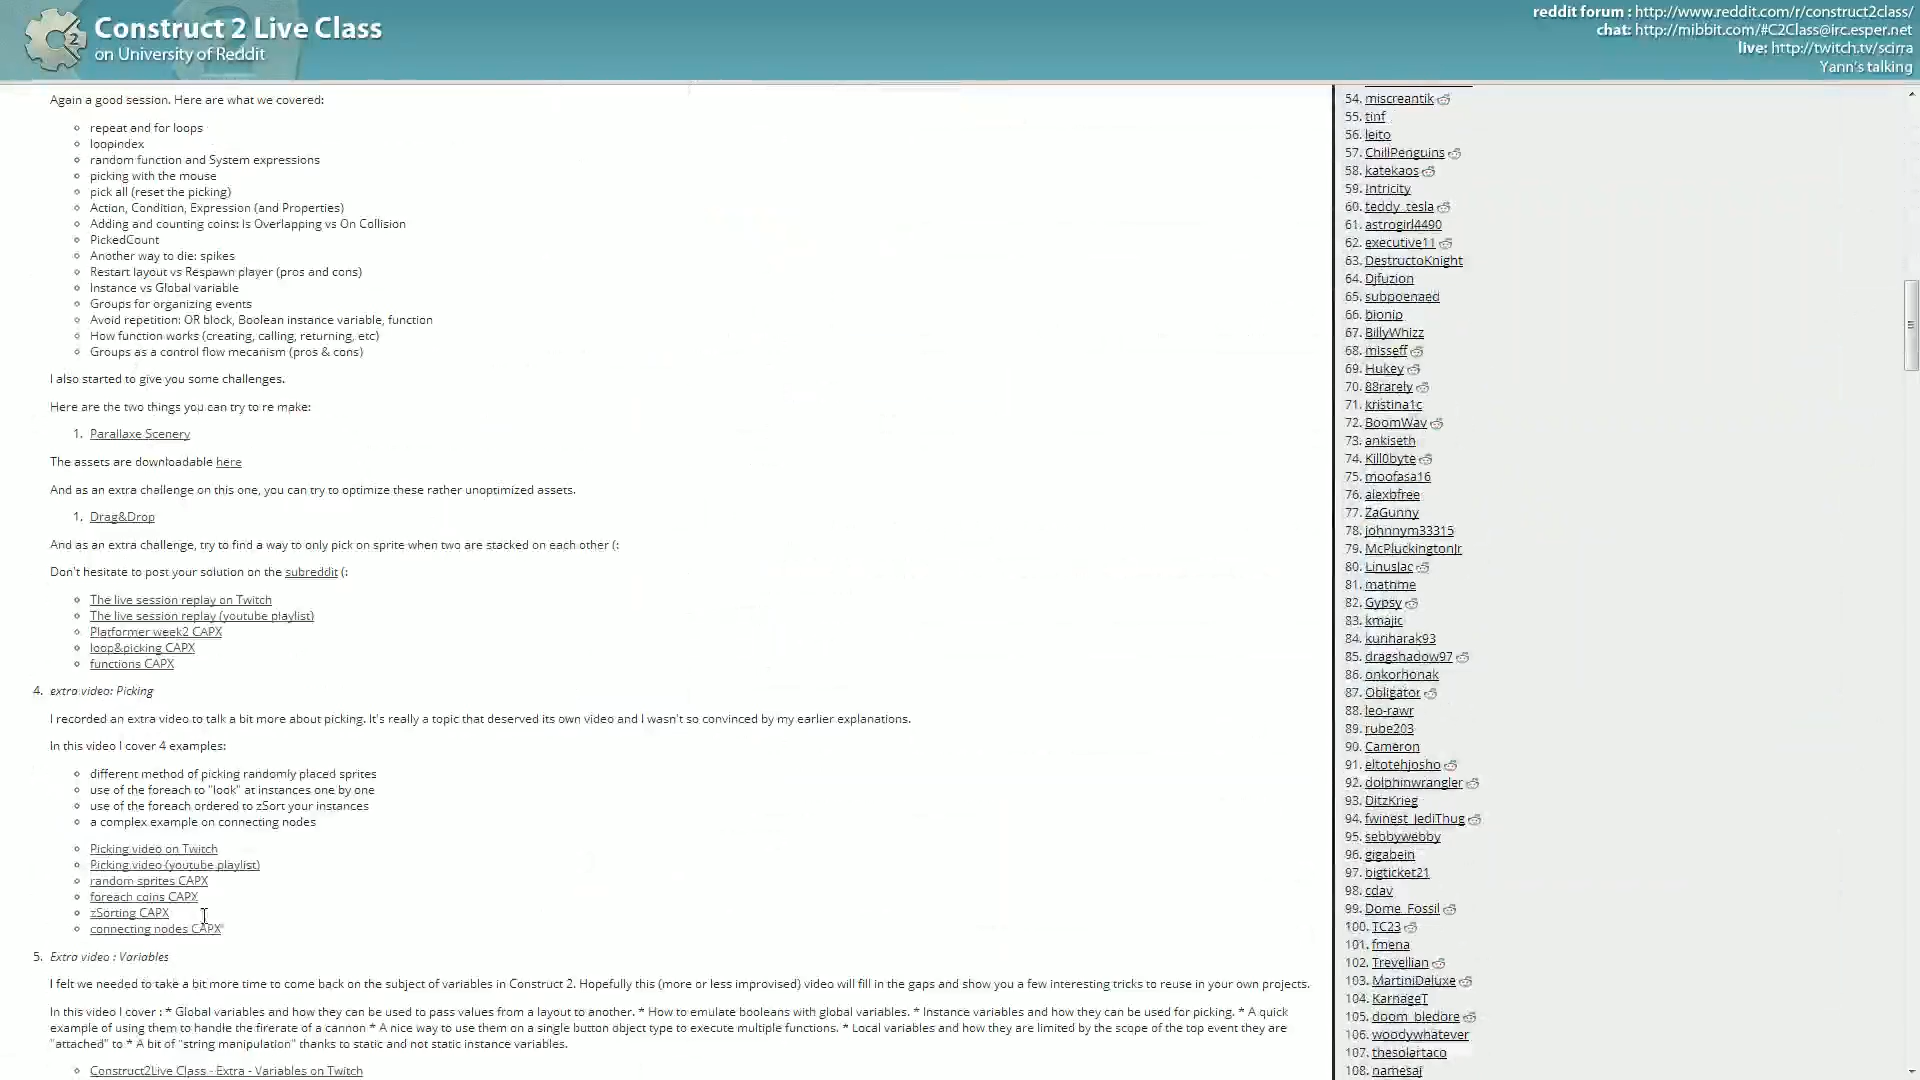 Construct 2 Live Class
on University of Reddit
reddit forum : http://www.reddit.com/r/construct2class/
chat: http://mibbit.com/#C2Class@irc.esper.net
live: http://twitch.tv/scirra
Yann's talking
Again a good session. Here are what we covered:
repeat and for loops
loopindex
random function and System expressions
picking with the mouse
pick all (reset the picking)
Action, Condition, Expression (and Properties)
Adding and counting coins: Is Overlapping vs On Collision
PickedCount
Another way to die: spikes
Restart layout vs Respawn player (pros and cons)
Instance vs Global variable
Groups for organizing events
Avoid repetition: OR block, Boolean instance variable, function
How function works (creating, calling, returning, etc)
Groups as a control flow mecanism (pros & cons)
I also started to give you some challenges.
Here are the two things you can try to re make:
1. Parallaxe Scenery
The assets are downloadable here
And as an extra challenge on this one, you can try to optimize these rather unoptimized assets.
1. Drag&Drop
And as an extra challenge, try to find a way to only pick on sprite when two are stacked on each other (:
Don't hesitate to post your solution on the subreddit (:
The live session replay on Twitch
The live session replay (youtube playlist)
Platformer week2 CAPX
loop&picking CAPX
functions CAPX
4. extra video: Picking
I recorded an extra video to talk a bit more about picking. It's really a topic that deserved its own video and I wasn't so convinced by my earlier explanations.
In this video I cover 4 examples:
different method of picking randomly placed sprites
use of the foreach to "look" at instances one by one
use of the foreach ordered to zSort your instances
a complex example on connecting nodes
Picking video on Twitch
Picking video (youtube playlist)
random sprites CAPX
foreach coins CAPX
zSorting CAPX
connecting nodes CAPX
5. Extra video : Variables
I felt we needed to take a bit more time to come back on the subject of variables in Construct 2. Hopefully this (more or less improvised) video will fill in the gaps and show you a few interesting tricks to reuse in your own projects.
In this video I cover : * Global variables and how they can be used to pass values from a layout to another. * How to emulate booleans with global variables. * Instance variables and how they can be used for picking. * A quick
example of using them to handle the firerate of a cannon * A nice way to use them on a single button object type to execute multiple functions. * Local variables and how they are limited by the scope of the top event they are
"attached" to * A bit of "string manipulation" thanks to static and not static instance variables.
Construct2Live Class - Extra - Variables on Twitch
54. miscreantik
55. tinf
56. leito
57. ChillPenguins
58. katekaos
59. Intricity
60. teddy_tesla
61. astrogirl4490
62. executive11
63. DestructoKnight
64. Djfuzion
65. subpoenaed
66. bionip
67. BillyWhizz
68. misseff
69. Hukey
70. 88rarely
71. kristina1c
72. BoomWav
73. ankiseth
74. Kill0byte
75. moofasa16
76. alexbfree
77. ZaGunny
78. johnnym33315
79. McPluckingtonJr
80. LinusJac
81. mathme
82. Gypsy
83. kmajic
84. kuriharak93
85. dragshadow97
86. onkorhonak
87. Obligator
88. leo-rawr
89. rube203
90. Cameron
91. eltotehjosho
92. dolphinwrangler
93. DitzKrieg
94. fwinest_JediThug
95. sebbywebby
96. gigabein
97. bigticket21
98. cdav
99. Dome_Fossil
100. TC23
101. fmena
102. Trevellian
103. MartiniDeluxe
104. KarnageT
105. doom_bledore
106. woodywhatever
107. thesolartaco
108. namesaj